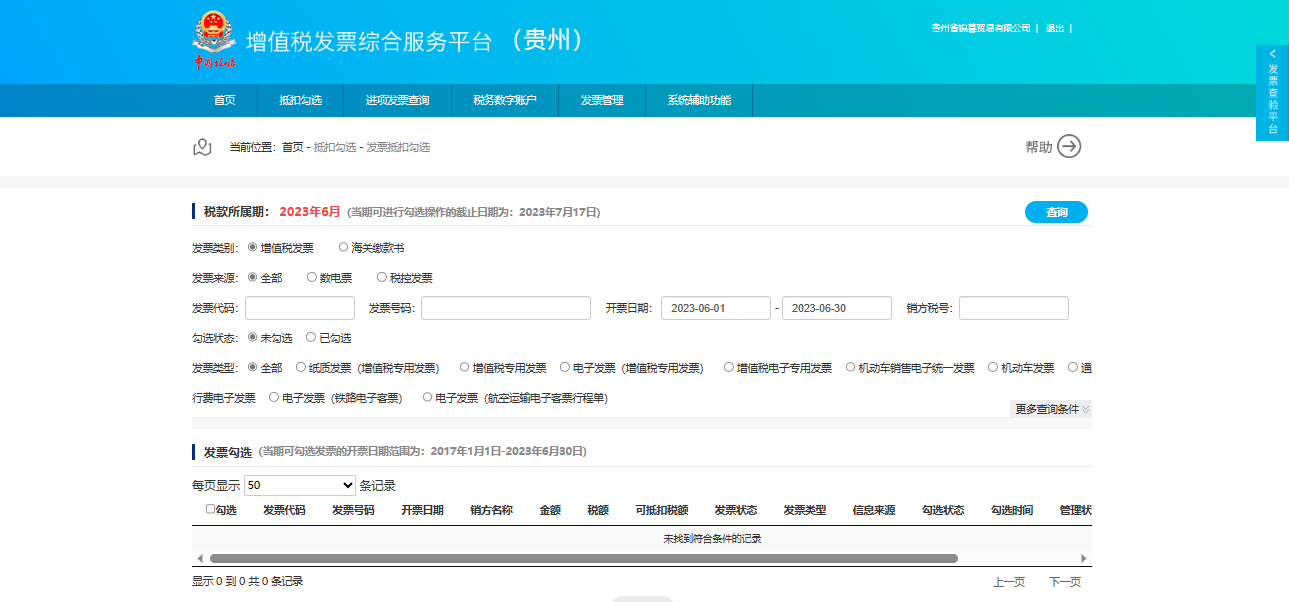 中国税务
增值税发票综合服务平台 （贵州）
贵州省锦蔓贸易有限公司 | 退出 |
< 发票查验平台
首页 抵扣勾选 进项发票查询 税务数字账户 发票管理 系统辅助功能
当前位置：首页 - 抵扣勾选 - 发票抵扣勾选
帮助
税款所属期： 2023年6月 (当期可进行勾选操作的截止日期为：2023年7月17日)
查询
发票类别： 增值税发票 海关缴款书
发票来源： 全部 数电票 税控发票
发票代码： 发票号码： 开票日期： 2023-06-01 - 2023-06-30 销方税号：
勾选状态： 未勾选 已勾选
发票类型： 全部 纸质发票（增值税专用发票） 增值税专用发票 电子发票（增值税专用发票） 增值税电子专用发票 机动车销售电子统一发票 机动车发票 通
行费电子发票 电子发票（铁路电子客票） 电子发票（航空运输电子客票行程单）
更多查询条件
发票勾选 (当期可勾选发票的开票日期范围为：2017年1月1日-2023年6月30日)
每页显示 50 条记录
勾选 发票代码 发票号码 开票日期 销方名称 金额 税额 可抵扣税额 发票状态 发票类型 信息来源 勾选状态 勾选时间 管理状
未找到符合条件的记录
显示 0 到 0 共 0 条记录
上一页 下一页